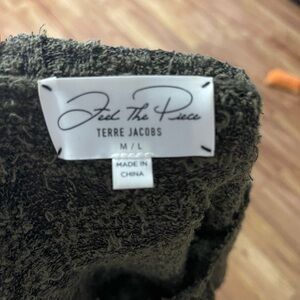 Feel The Piece
TERRE JACOBS
M / L
MADE IN
CHINA